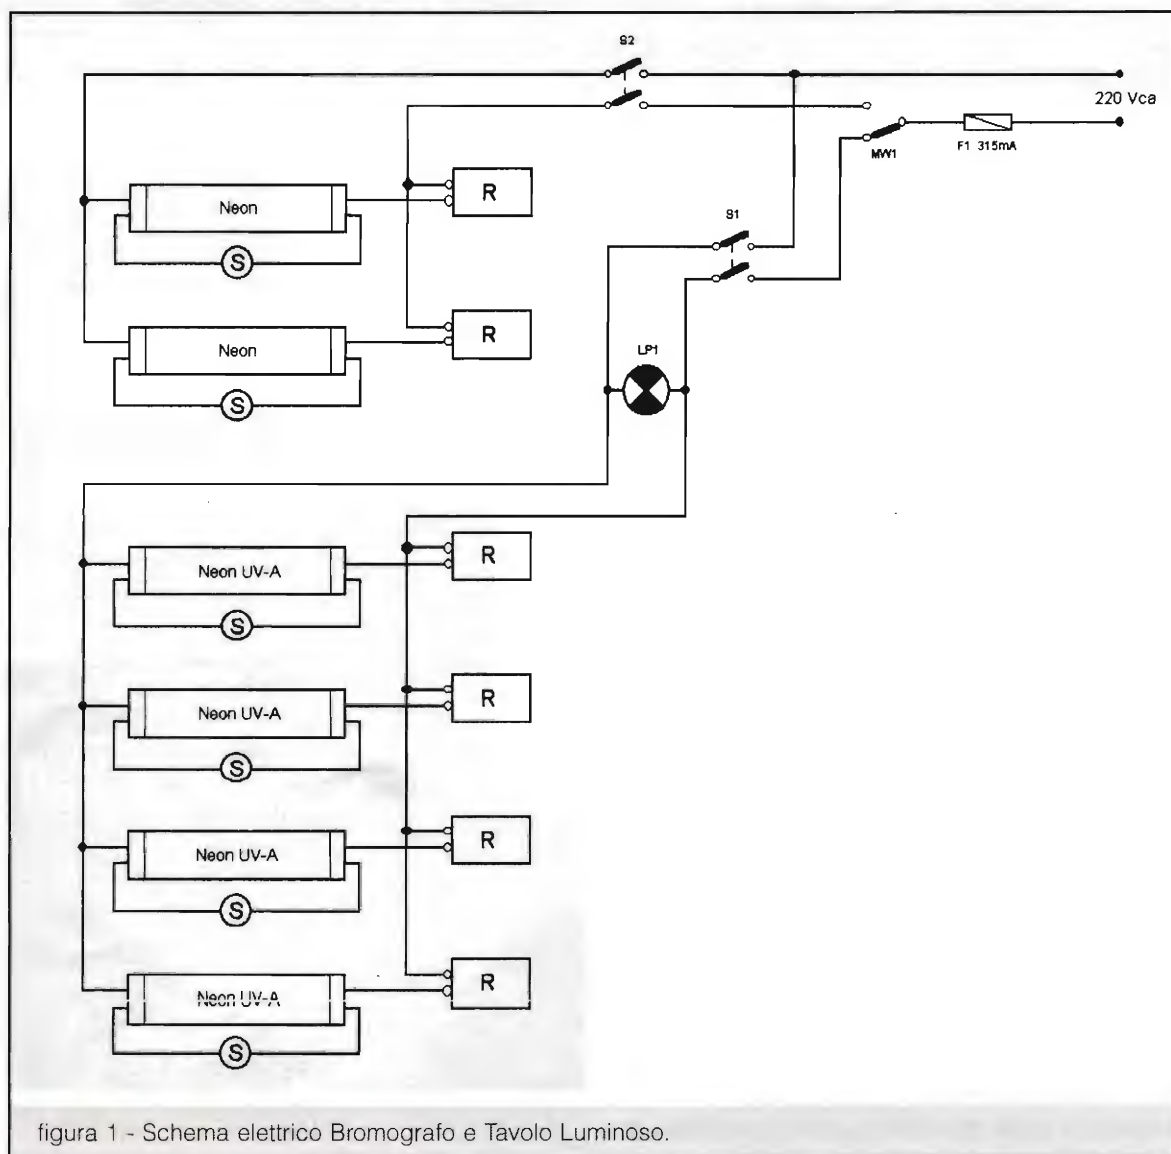 S2
220 Vca
MW1
F1 315mA
R
Neon
S
S1
R
Neon
S
LP1
R
Neon UV-A
S
R
Neon UV-A
S
R
Neon UV-A
S
R
Neon UV-A
S
figura 1 - Schema elettrico Bromografo e Tavolo Luminoso.